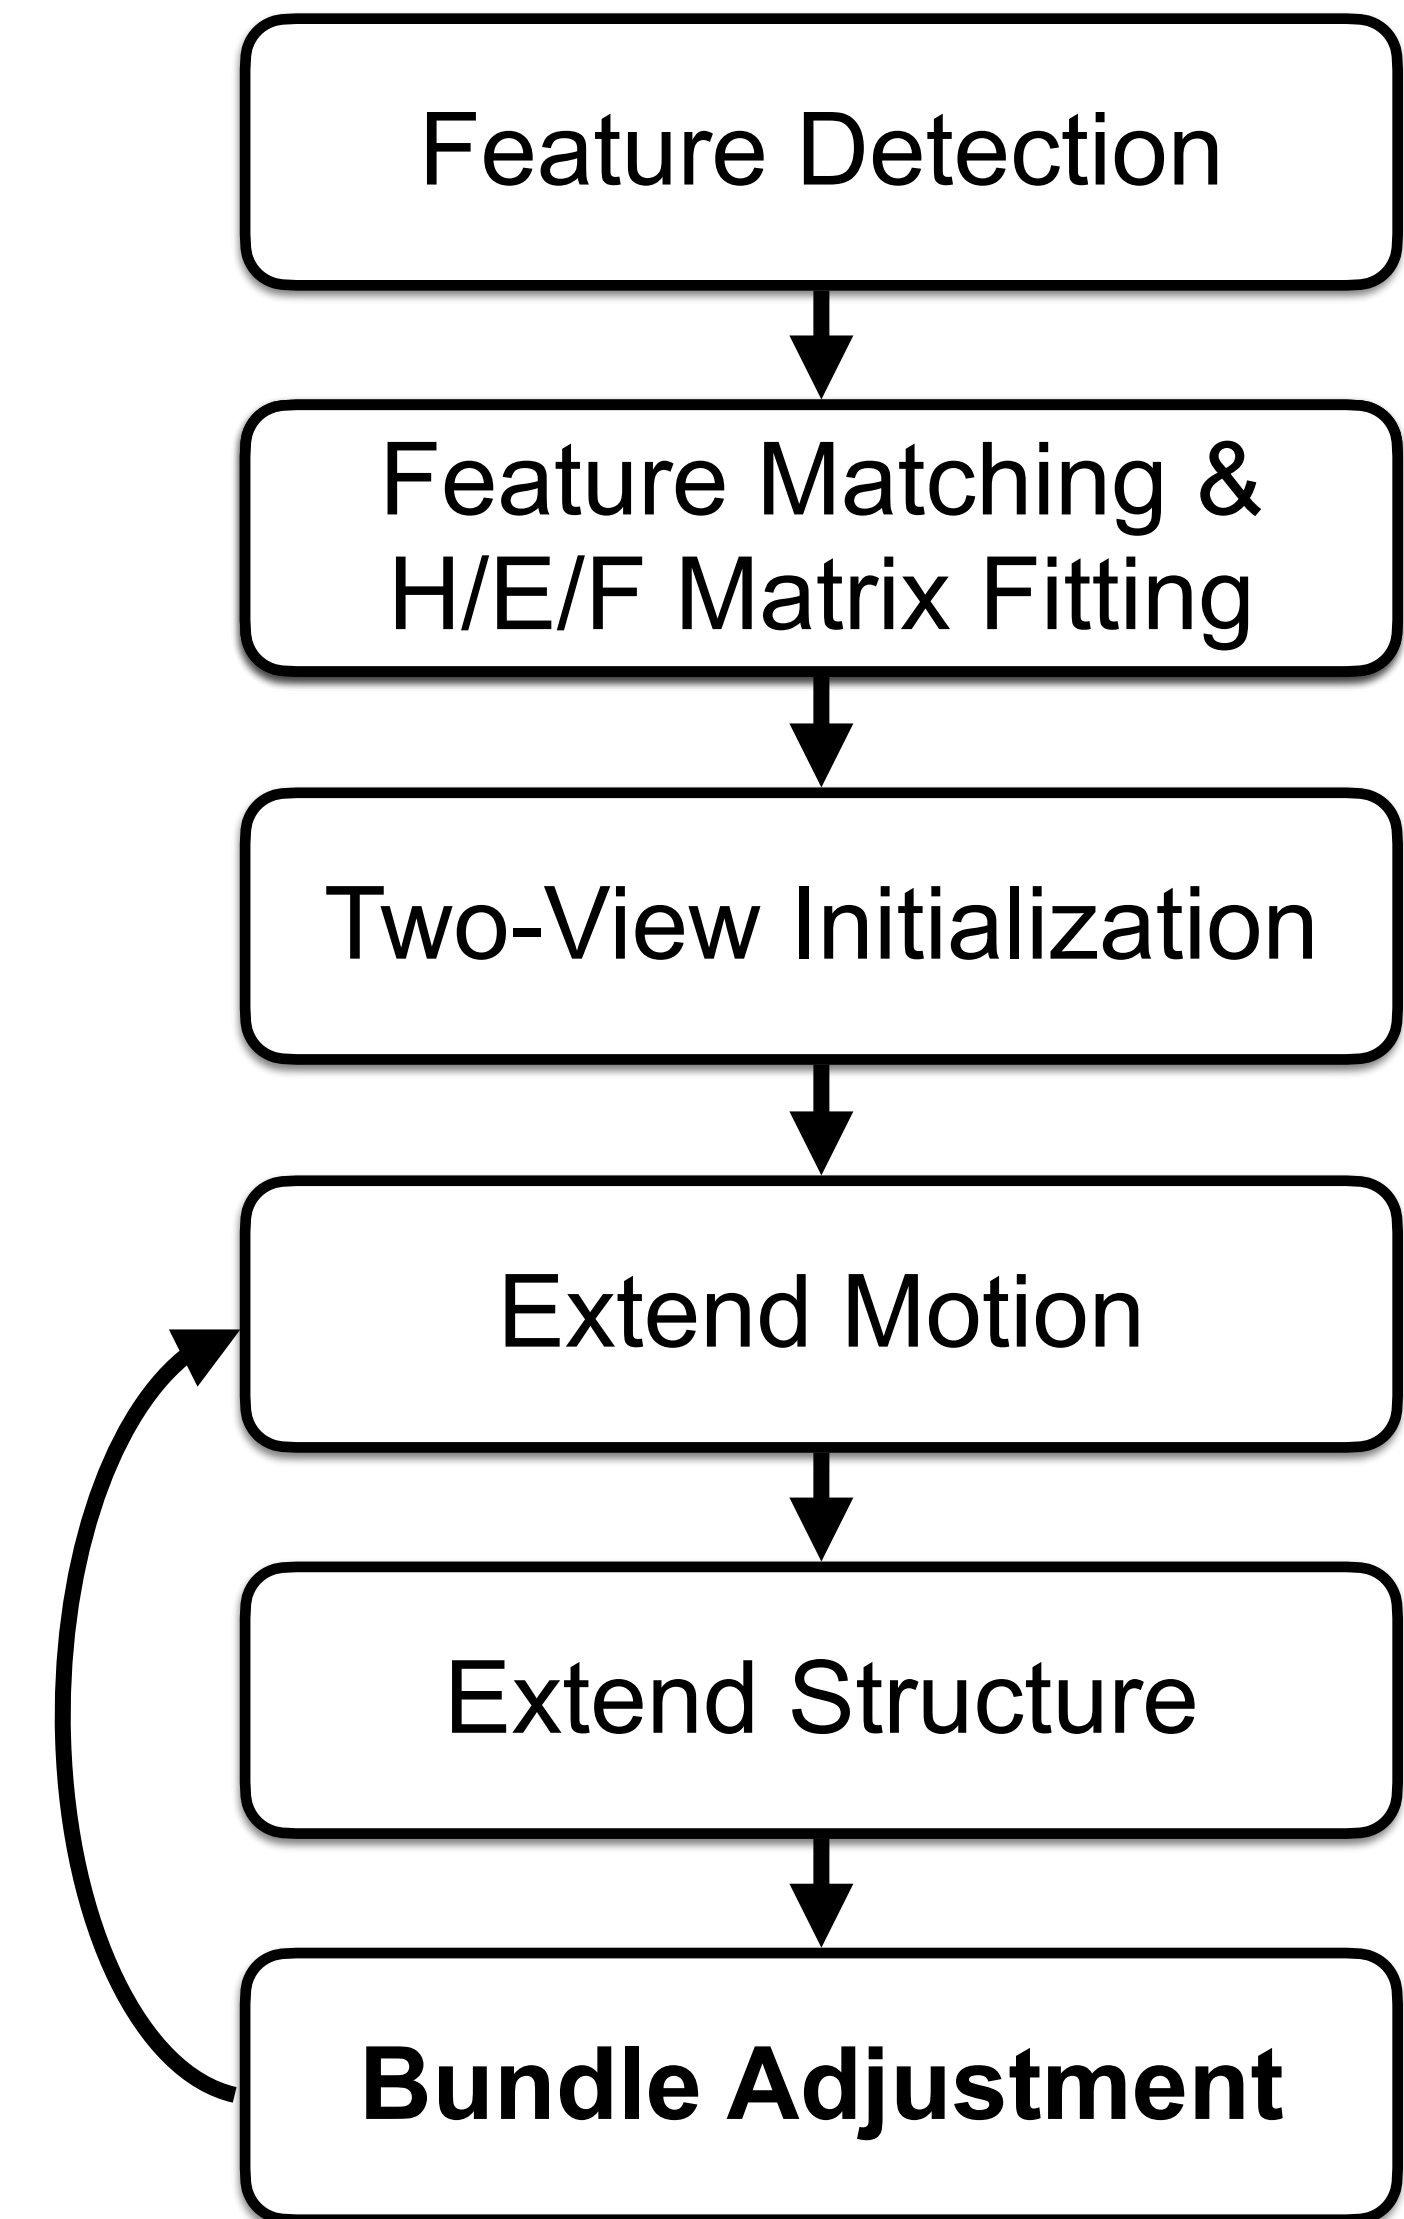 Feature Detection
Feature Matching &
H/E/F Matrix Fitting
Two-View Initialization
Extend Motion
Extend Structure
Bundle Adjustment